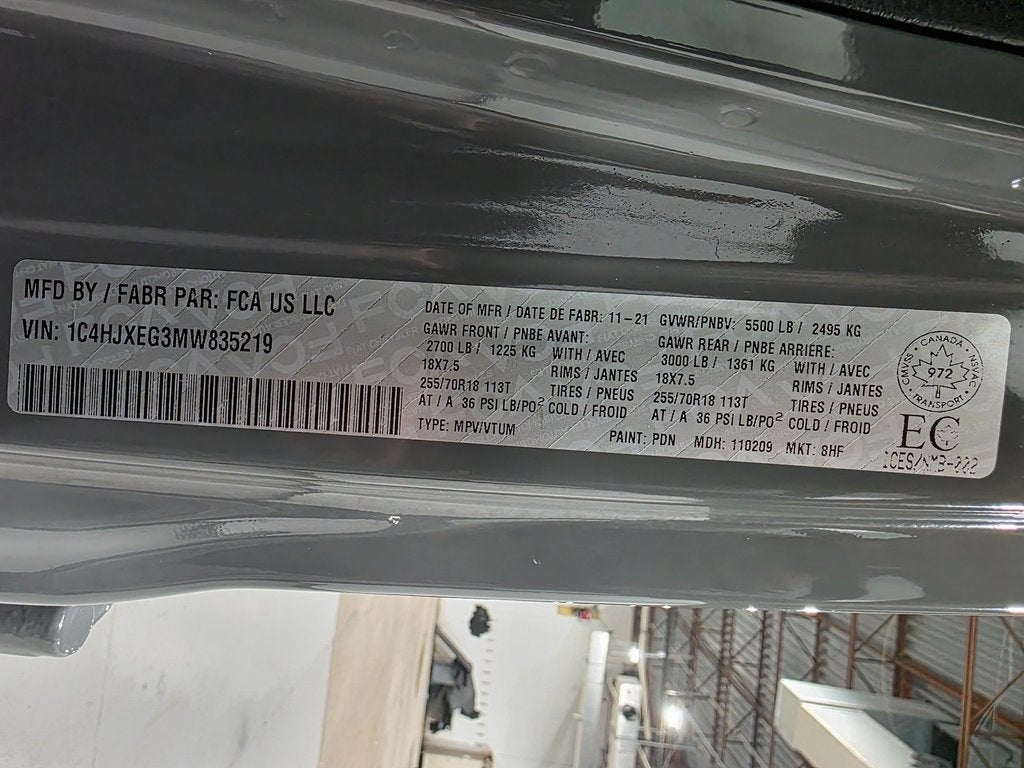 MFD BY / FABR PAR: FCA US LLC
VIN: 1C4HJXEG3MW835219
DATE OF MFR / DATE DE FABR: 11-21 GVWR/PNBV: 5500 LB / 2495 KG
GAWR FRONT / PNBE AVANT: GAWR REAR / PNBE ARRIÈRE:
2700 LB / 1225 KG WITH / AVEC 3000 LB / 1361 KG WITH / AVEC
18X7.5 RIMS / JANTES 18X7.5 RIMS / JANTES
255/70R18 113T TIRES / PNEUS 255/70R18 113T TIRES / PNEUS
AT / A 36 PSI LB/PO² COLD / FROID AT / A 36 PSI LB/PO² COLD / FROID
TYPE: MPV/VTUM PAINT: PDN MDH: 110209 MKT: 8HF
CANADA
CMVSS NSVAC
972
TRANSPORT
EC